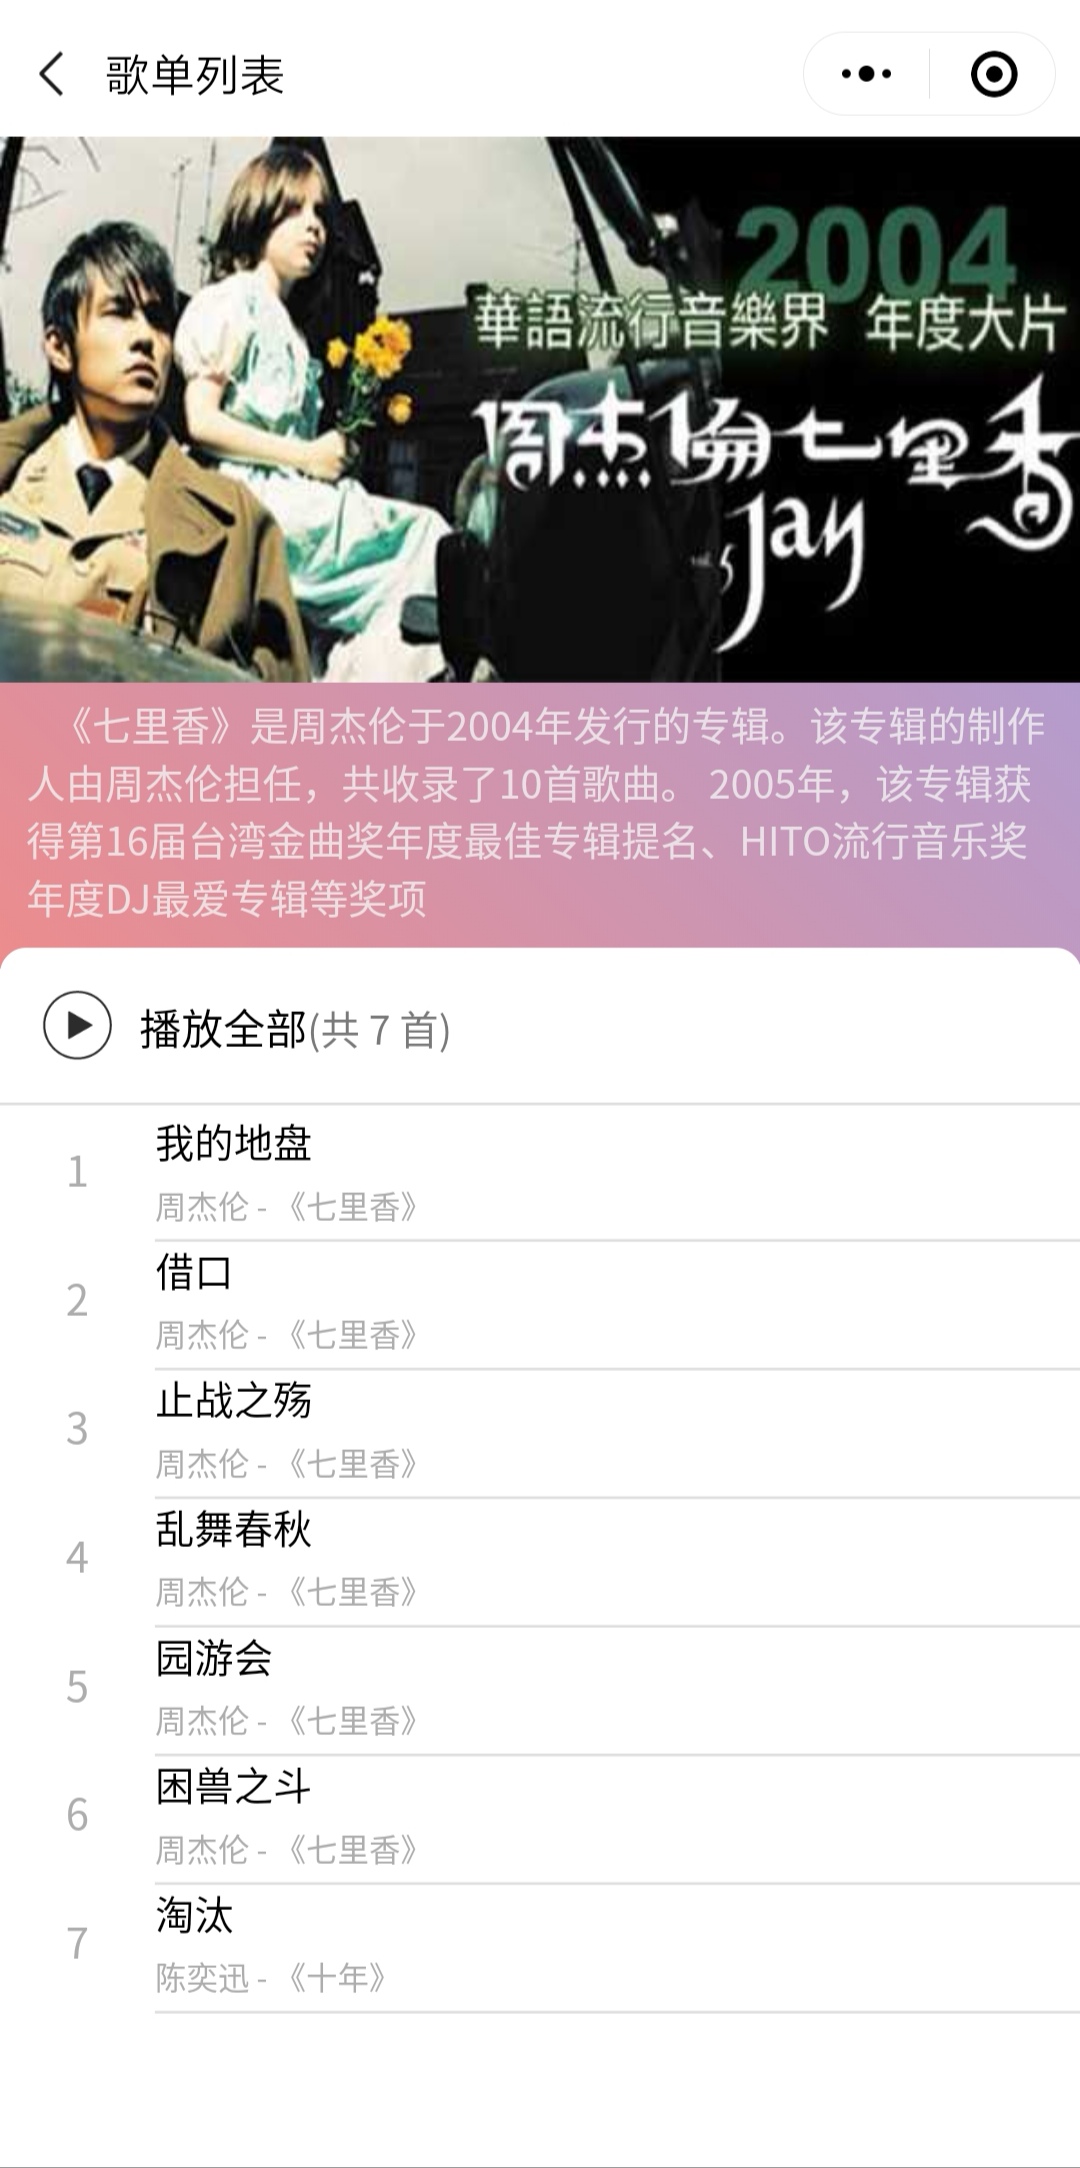 歌单列表
2004
華語流行音樂界 年度大片
周杰倫七里香
Jay
《七里香》是周杰伦于2004年发行的专辑。该专辑的制作
人由周杰伦担任，共收录了10首歌曲。 2005年，该专辑获
得第16届台湾金曲奖年度最佳专辑提名、HITO流行音乐奖
年度DJ最爱专辑等奖项
播放全部(共 7 首)
我的地盘
1
周杰伦 - 《七里香》
借口
2
周杰伦 - 《七里香》
止战之殇
3
周杰伦 - 《七里香》
乱舞春秋
4
周杰伦 - 《七里香》
园游会
5
周杰伦 - 《七里香》
困兽之斗
6
周杰伦 - 《七里香》
淘汰
7
陈奕迅 - 《十年》